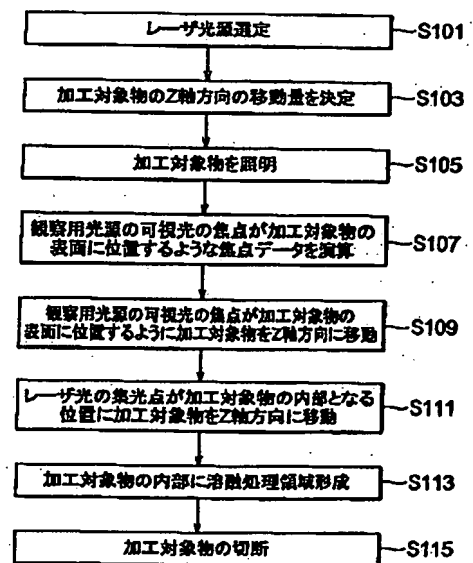 レーザ光源選定 S101
加工対象物のZ軸方向の移動量を決定 S103
加工対象物を照明 S105
観察用光源の可視光の焦点が加工対象物の
表面に位置するような焦点データを演算 S107
観察用光源の可視光の焦点が加工対象物の
表面に位置するように加工対象物をZ軸方向に移動 S109
レーザ光の集光点が加工対象物の内部となる
位置に加工対象物をZ軸方向に移動 S111
加工対象物の内部に溶融処理領域形成 S113
加工対象物の切断 S115